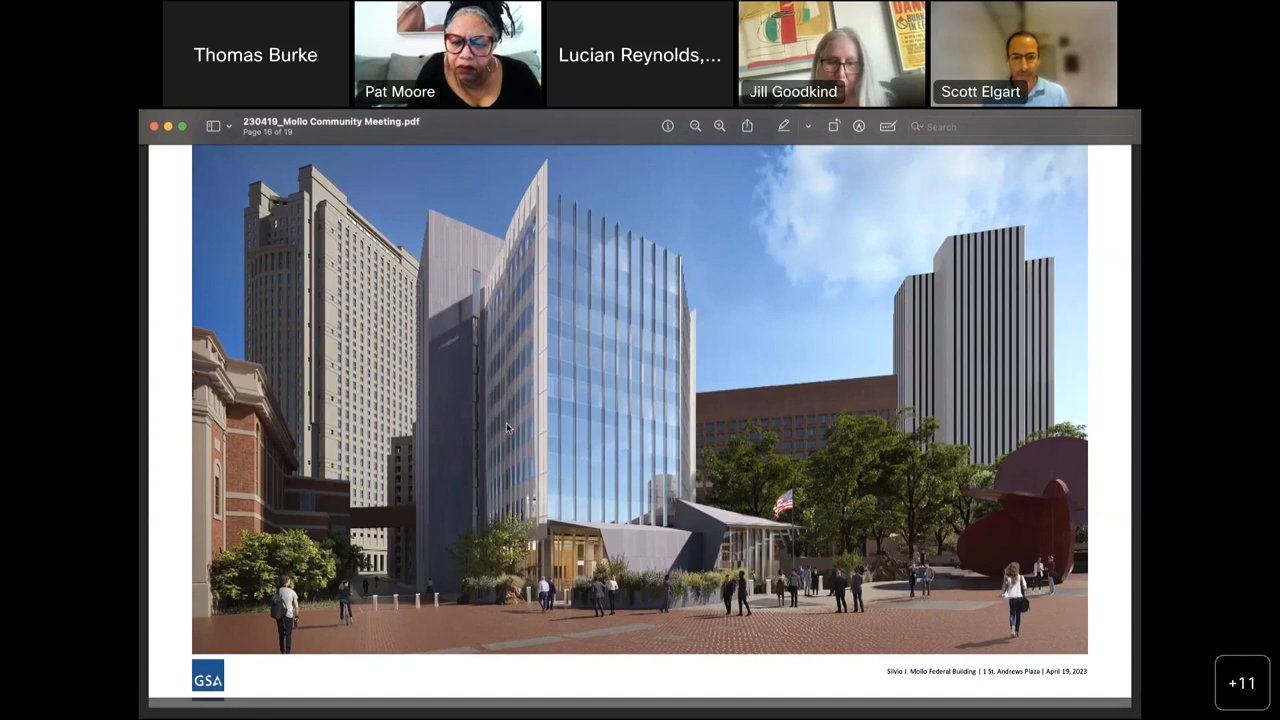 Thomas Burke
Pat Moore
Lucian Reynolds,...
Jill Goodkind
Scott Elgart
230419_Mollo Community Meeting.pdf
Page 16 of 19
Search
GSA
Silvio J. Mollo Federal Building | 1 St. Andrews Plaza | April 19, 2023
+11